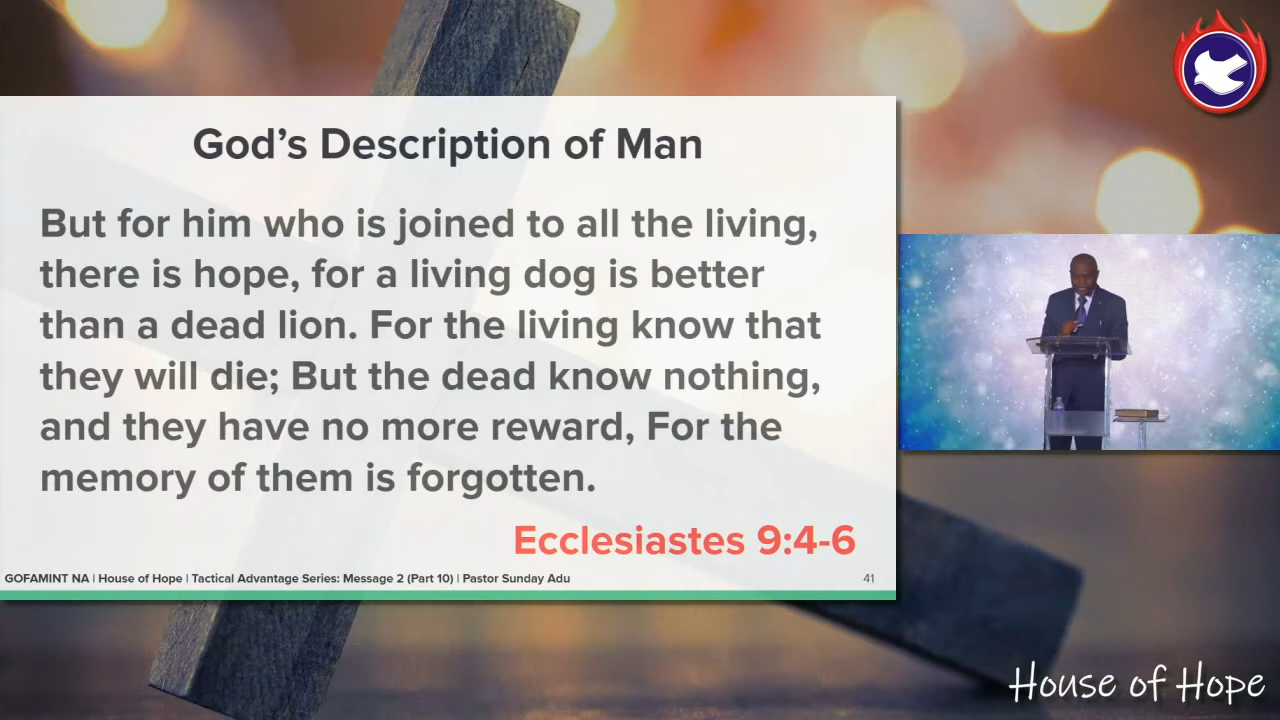 God’s Description of Man
But for him who is joined to all the living,
there is hope, for a living dog is better
than a dead lion. For the living know that
they will die; But the dead know nothing,
and they have no more reward, For the
memory of them is forgotten.
Ecclesiastes 9:4-6
GOFAMINT NA | House of Hope | Tactical Advantage Series: Message 2 (Part 10) | Pastor Sunday Adu
41
House of Hope